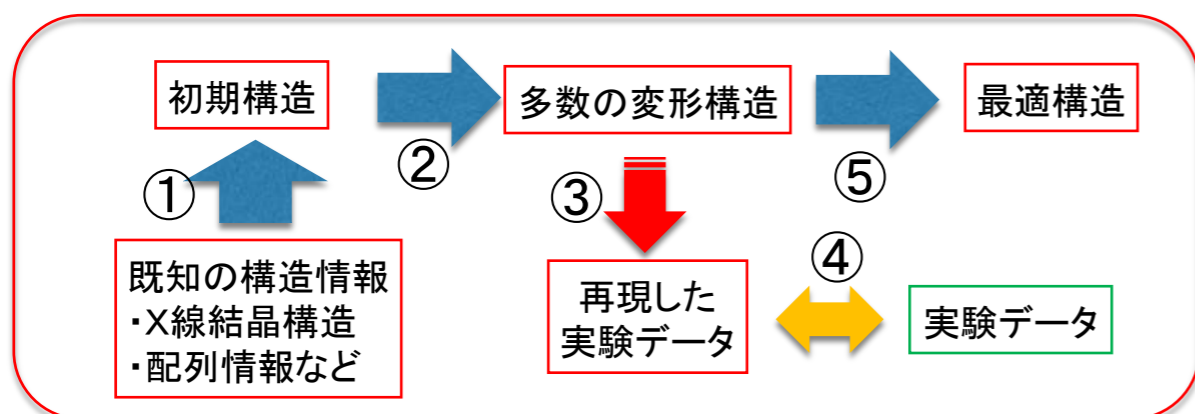 初期構造
②
多数の変形構造
⑤
最適構造
①
既知の構造情報
・X線結晶構造
・配列情報など
③
再現した
実験データ
④
実験データ